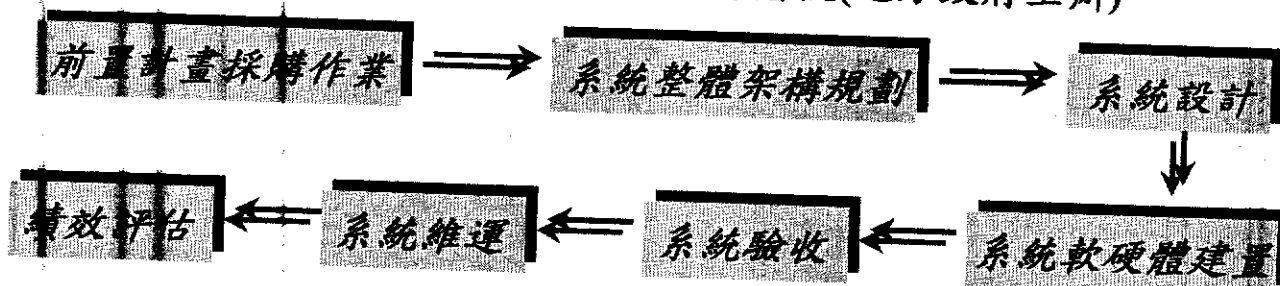 前置計畫採購作業
系統整體架構規劃
系統設計
系統軟硬體建置
系統驗收
系統維運
績效評估